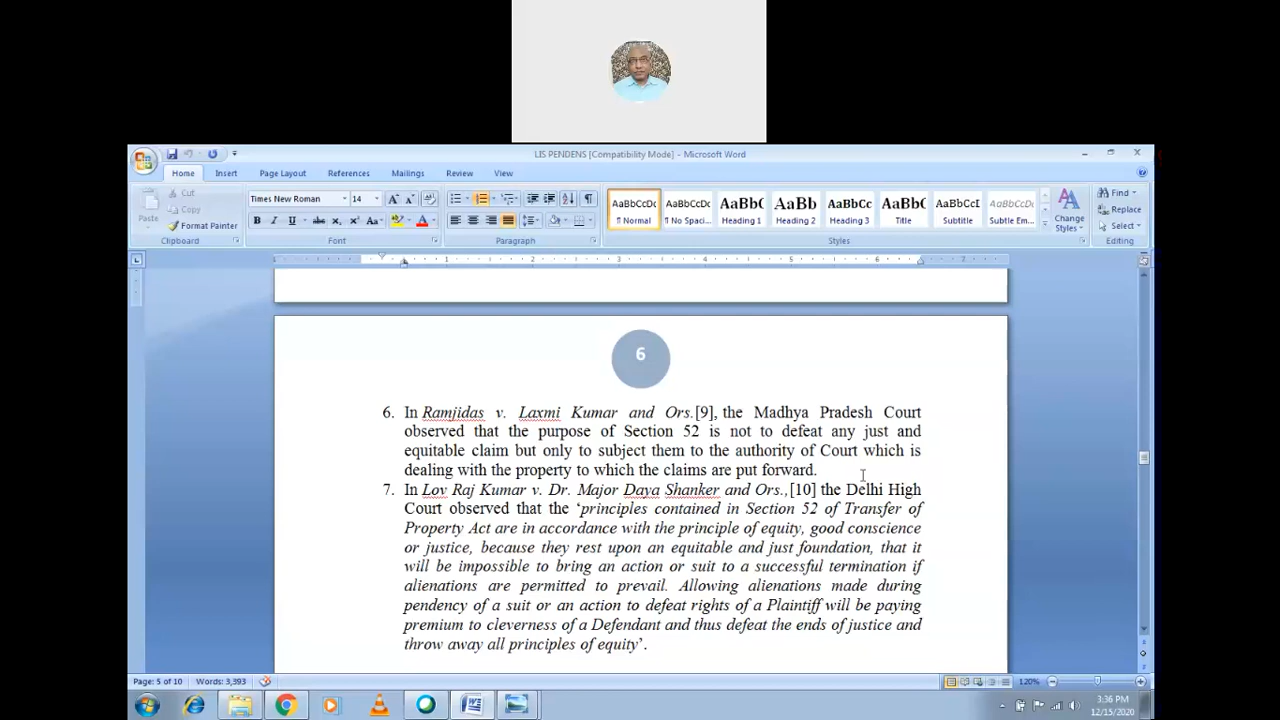 LIS PENDENS [Compatibility Mode] - Microsoft Word
Home Insert Page Layout References Mailings Review View
Cut
Copy
Format Painter
Paste
Clipboard
Times New Roman 14
Font
Paragraph
AaBbCcDc AaBbCcDc AaBbC AaBbCc AaBbCc AaBbC AaBbCcI AaBbCcDc
¶ Normal ¶ No Spaci... Heading 1 Heading 2 Heading 3 Title Subtitle Subtle Em...
Change Styles
Styles
Find
Replace
Select
Editing
6
6. In Ramjidas v. Laxmi Kumar and Ors.[9], the Madhya Pradesh Court
observed that the purpose of Section 52 is not to defeat any just and
equitable claim but only to subject them to the authority of Court which is
dealing with the property to which the claims are put forward.
7. In Lov Raj Kumar v. Dr. Major Daya Shanker and Ors.,[10] the Delhi High
Court observed that the ‘principles contained in Section 52 of Transfer of
Property Act are in accordance with the principle of equity, good conscience
or justice, because they rest upon an equitable and just foundation, that it
will be impossible to bring an action or suit to a successful termination if
alienations are permitted to prevail. Allowing alienations made during
pendency of a suit or an action to defeat rights of a Plaintiff will be paying
premium to cleverness of a Defendant and thus defeat the ends of justice and
throw away all principles of equity’.
Page: 5 of 10 Words: 3,393 120%
3:36 PM
12/15/2020